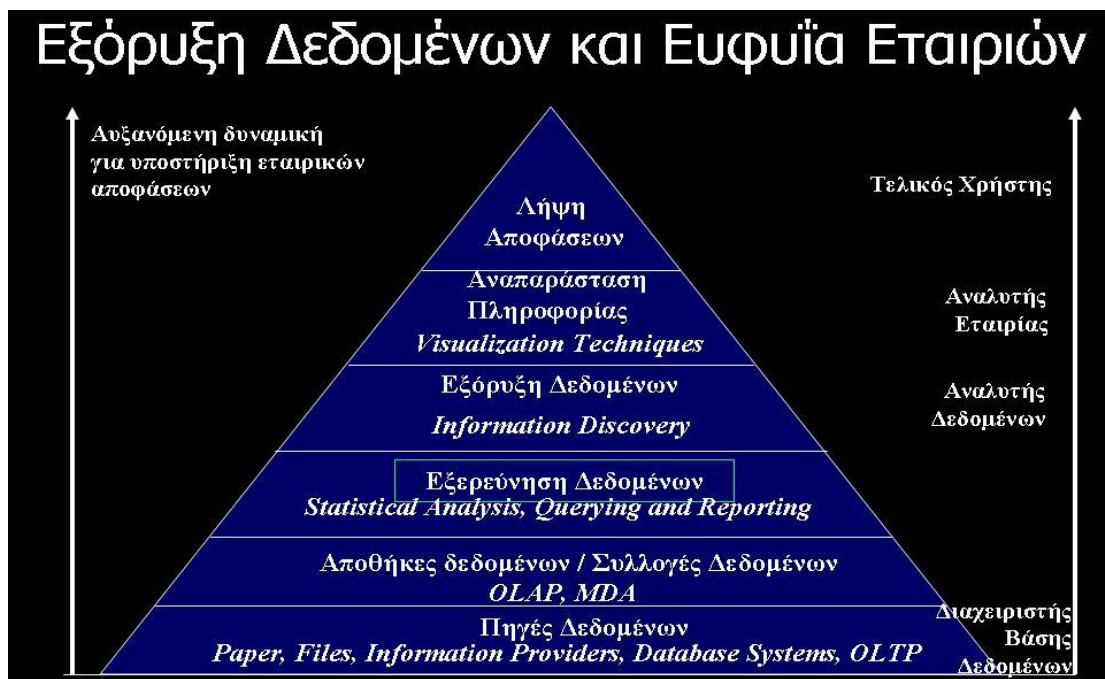 Εξόρυξη Δεδομένων και Ευφυΐα Εταιριών
Αυξανόμενη δυναμική
για υποστήριξη εταιρικών
αποφάσεων
Τελικός Χρήστης
Λήψη
Αποφάσεων
Αναπαράσταση
Πληροφορίας
Visualization Techniques
Αναλυτής
Εταιρίας
Εξόρυξη Δεδομένων
Information Discovery
Αναλυτής
Δεδομένων
Εξερεύνηση Δεδομένων
Statistical Analysis, Querying and Reporting
Αποθήκες δεδομένων / Συλλογές Δεδομένων
OLAP, MDA
Πηγές Δεδομένων
Paper, Files, Information Providers, Database Systems, OLTP
Διαχειριστής
Βάσης
Δεδομένων